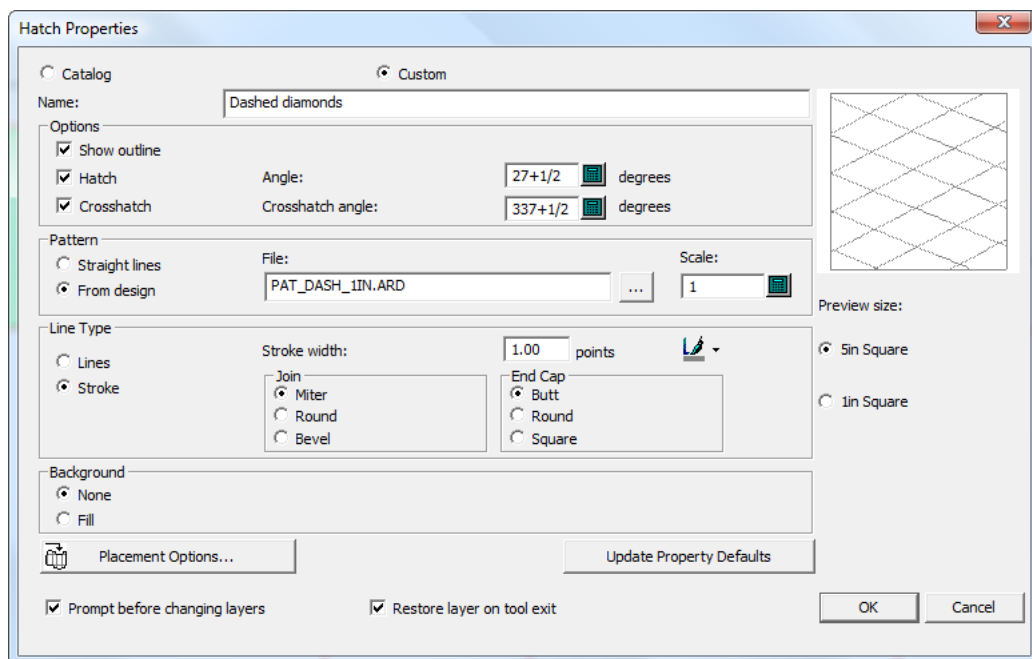 Hatch Properties
Catalog Custom
Name: Dashed diamonds
Options
Show outline
Hatch Angle: 27+1/2 degrees
Crosshatch Crosshatch angle: 337+1/2 degrees
Pattern
Straight lines File: Scale:
From design PAT_DASH_1IN.ARD ... 1
Preview size:
Line Type
Lines Stroke width: 1.00 points 5in Square
Stroke Join End Cap
Miter Butt
Round Round 1in Square
Bevel Square
Background
None
Fill
Placement Options... Update Property Defaults
Prompt before changing layers Restore layer on tool exit OK Cancel